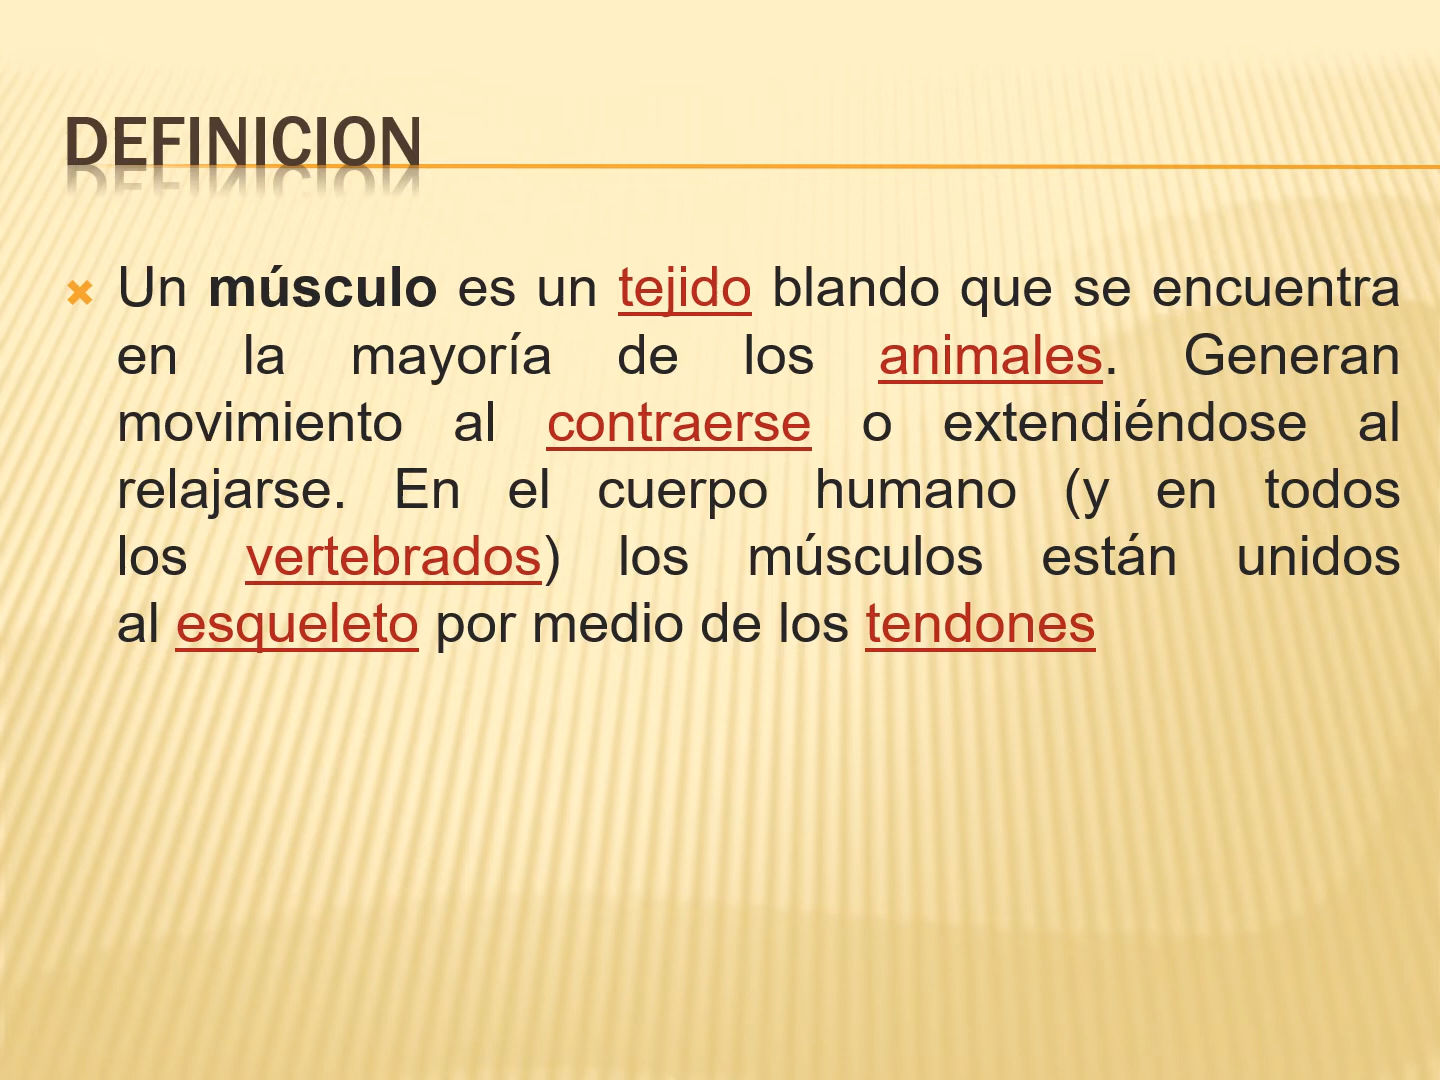 DEFINICION
Un músculo es un tejido blando que se encuentra
en la mayoría de los animales. Generan
movimiento al contraerse o extendiéndose al
relajarse. En el cuerpo humano (y en todos
los vertebrados) los músculos están unidos
al esqueleto por medio de los tendones